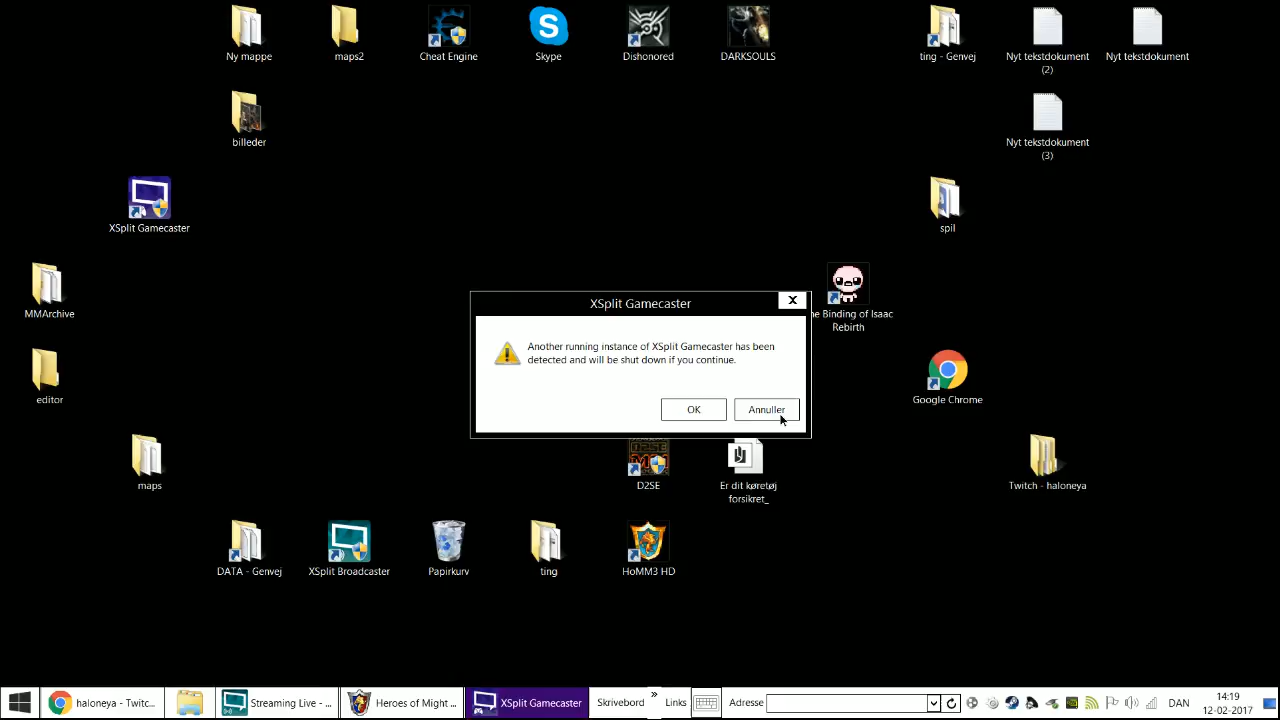 Ny mappe
maps2
Cheat Engine
Skype
Dishonored
DARKSOULS
ting - Genvej
Nyt tekstdokument
(2)
Nyt tekstdokument
billeder
Nyt tekstdokument
(3)
XSplit Gamecaster
spil
MMArchive
he Binding of Isaac
Rebirth
XSplit Gamecaster
X
Another running instance of XSplit Gamecaster has been
detected and will be shut down if you continue.
OK
Annuller
editor
Google Chrome
maps
D2SE
D2SE
Er dit køretøj
forsikret_
Twitch - haloneya
DATA - Genvej
XSplit Broadcaster
Papirkurv
ting
HoMM3 HD
haloneya - Twitc...
Streaming Live - ...
Heroes of Might ...
XSplit Gamecaster
Skrivebord
»
Links
Adresse
DAN
14:19
12-02-2017